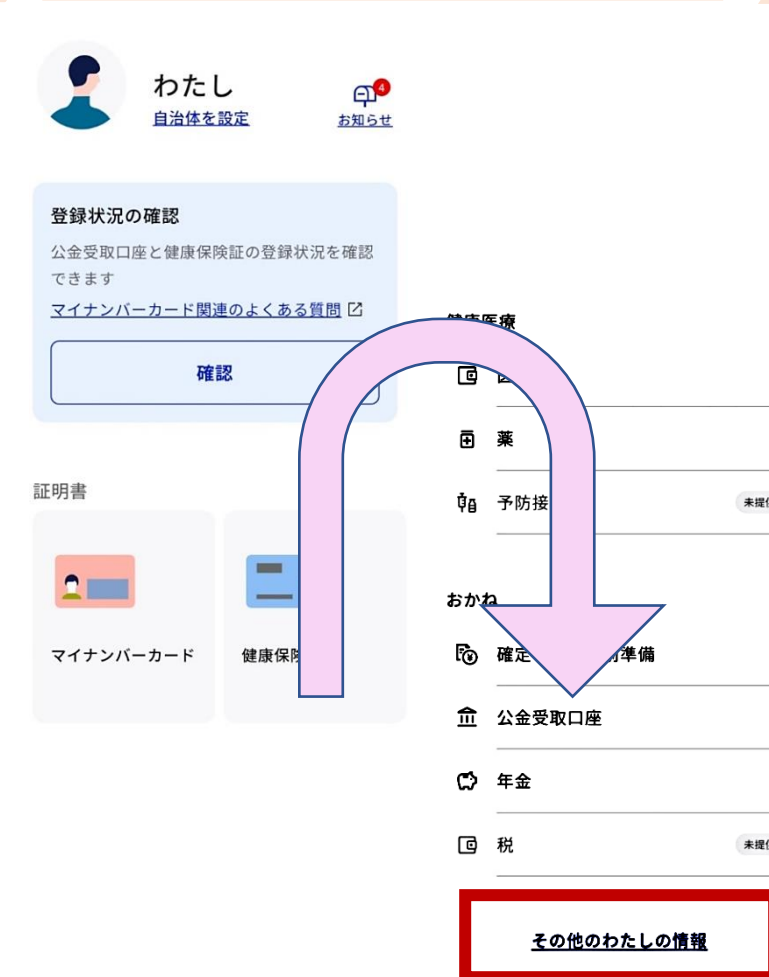 わたし
自治体を設定
4
お知らせ
登録状況の確認
公金受取口座と健康保険証の登録状況を確認
できます
マイナンバーカード関連のよくある質問
確認
証明書
マイナンバーカード
健康保険
健康医療
薬
予防接
未提
おかね
確定
準備
公金受取口座
年金
税
未提
その他のわたしの情報